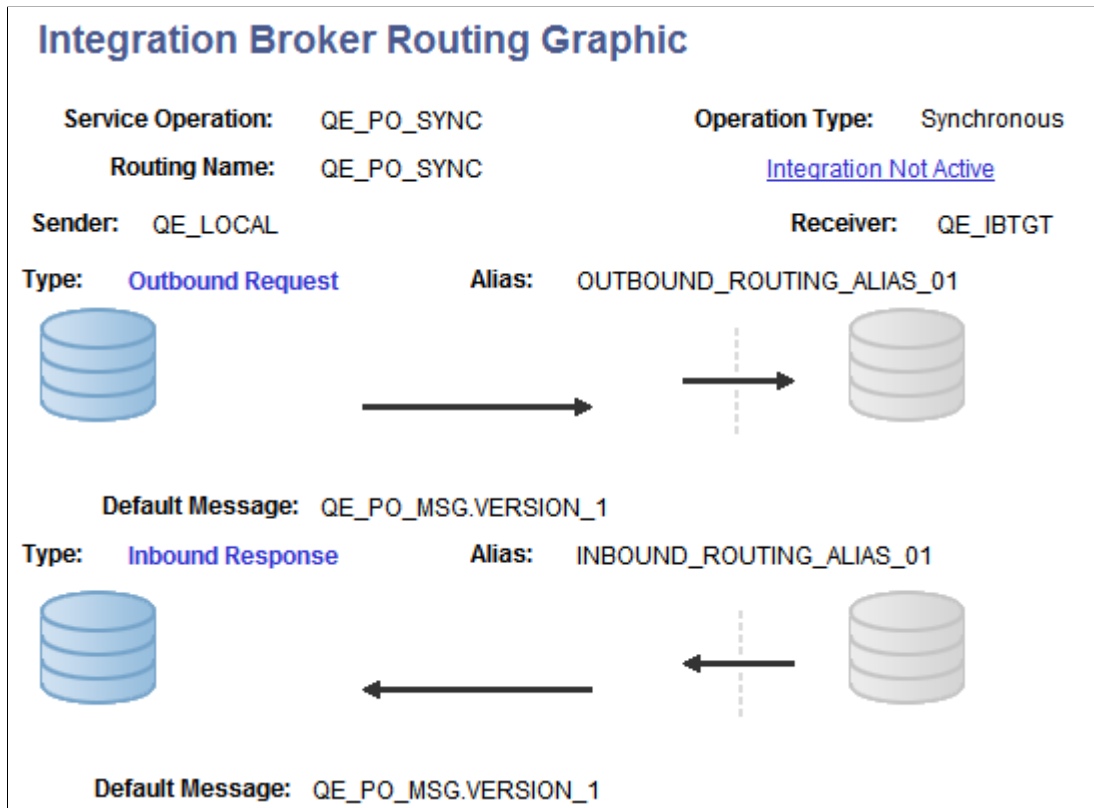 Integration Broker Routing Graphic
Service Operation: QE_PO_SYNC Operation Type: Synchronous
Routing Name: QE_PO_SYNC Integration Not Active
Sender: QE_LOCAL Receiver: QE_IBTGT
Type: Outbound Request Alias: OUTBOUND_ROUTING_ALIAS_01
Default Message: QE_PO_MSG.VERSION_1
Type: Inbound Response Alias: INBOUND_ROUTING_ALIAS_01
Default Message: QE_PO_MSG.VERSION_1